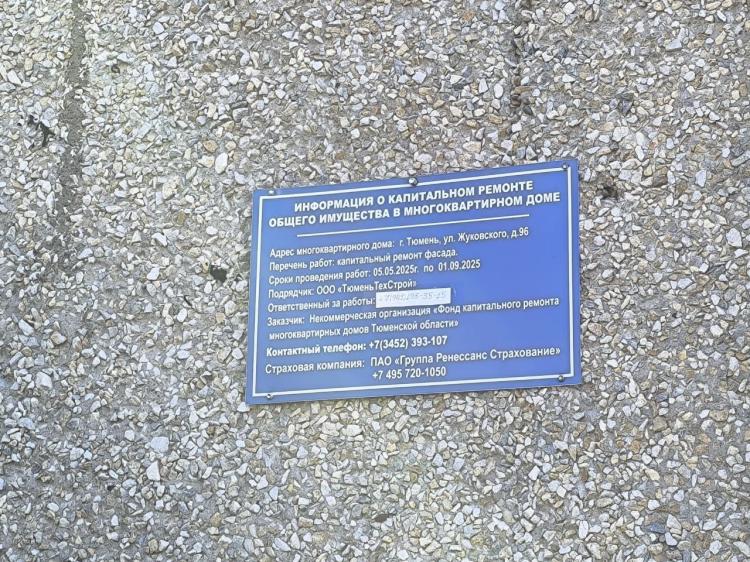 ИНФОРМАЦИЯ О КАПИТАЛЬНОМ РЕМОНТЕ
ОБЩЕГО ИМУЩЕСТВА В МНОГОКВАРТИРНОМ ДОМЕ
Адрес многоквартирного дома: г. Тюмень, ул. Жуковского, д.96
Перечень работ: капитальный ремонт фасада.
Сроки проведения работ: 05.05.2025г. по 01.09.2025
Подрядчик: ООО «ТюменьТехСтрой»
Ответственный за работы:
Заказчик: Некоммерческая организация «Фонд капитального ремонта
многоквартирных домов Тюменской области»
Контактный телефон: +7(3452) 393-107
Страховая компания: ПАО «Группа Ренессанс Страхование»
+7 495 720-1050